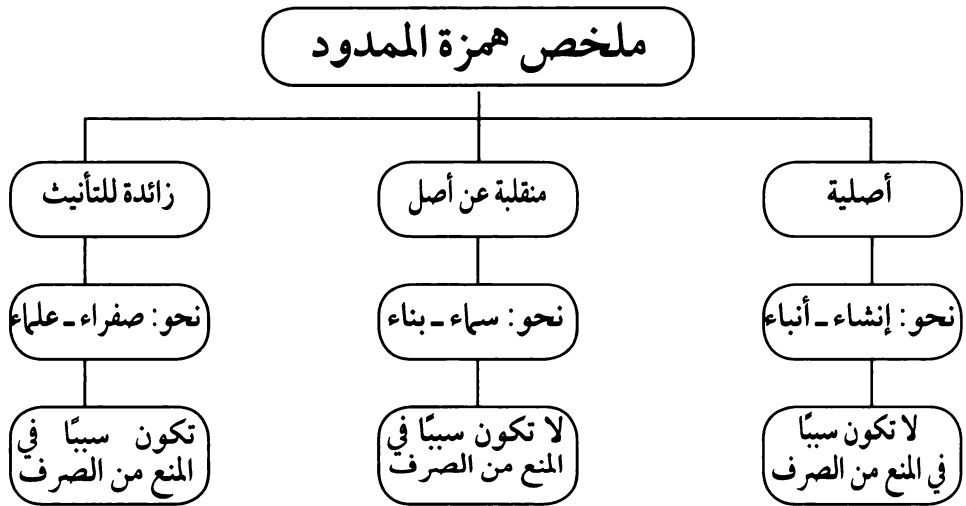 ملخص همزة الممدود
أصلية
منقلبة عن أصل
زائدة للتأنيث
نحو: إنشاء ـ أنباء
نحو: سماء ـ بناء
نحو: صفراء ـ علماء
لا تكون سببًا
في المنع من الصرف
لا تكون سببًا في
المنع من الصرف
تكون سببًا في
المنع من الصرف